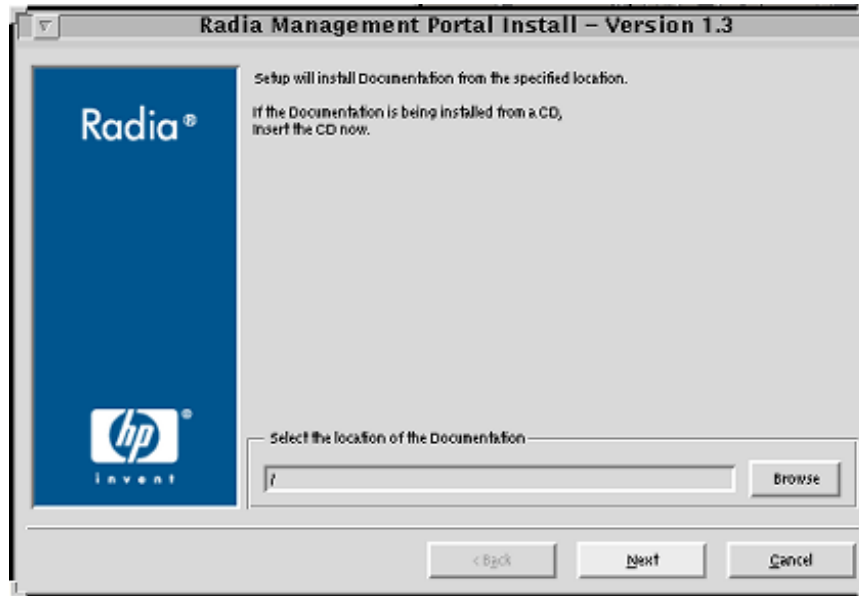 Radia Management Portal Install – Version 1.3
Radia®
Setup will install Documentation from the specified location.
If the Documentation is being installed from a CD,
Insert the CD now.
hp®
invent
Select the location of the Documentation
/
Browse
< Back
Next
Cancel